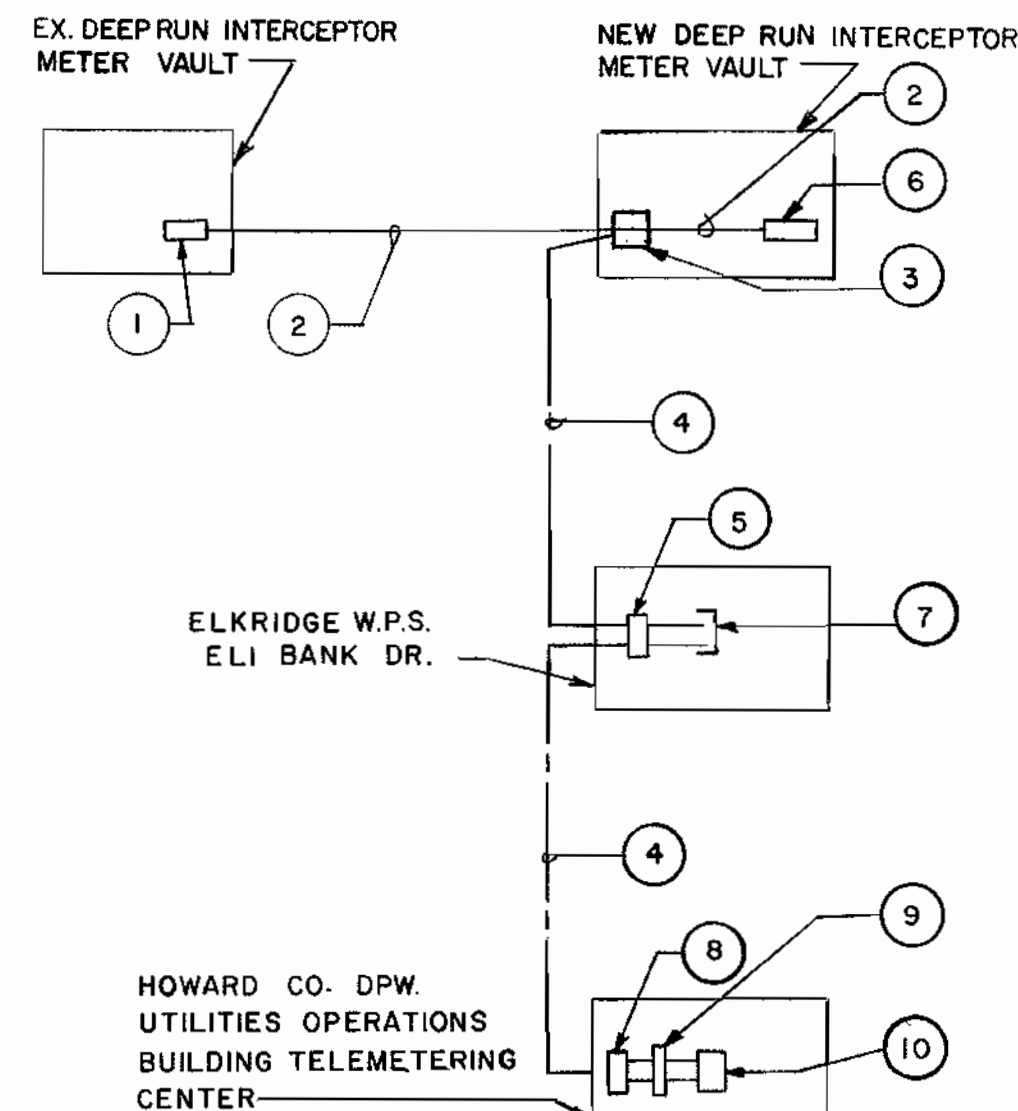 EX. DEEP RUN INTERCEPTOR
METER VAULT
NEW DEEP RUN INTERCEPTOR
METER VAULT
2
6
3
1
2
4
5
7
ELKRIDGE W.P.S.
ELI BANK DR.
4
9
8
HOWARD CO. DPW.
UTILITIES OPERATIONS
BUILDING TELEMETERING
CENTER
10